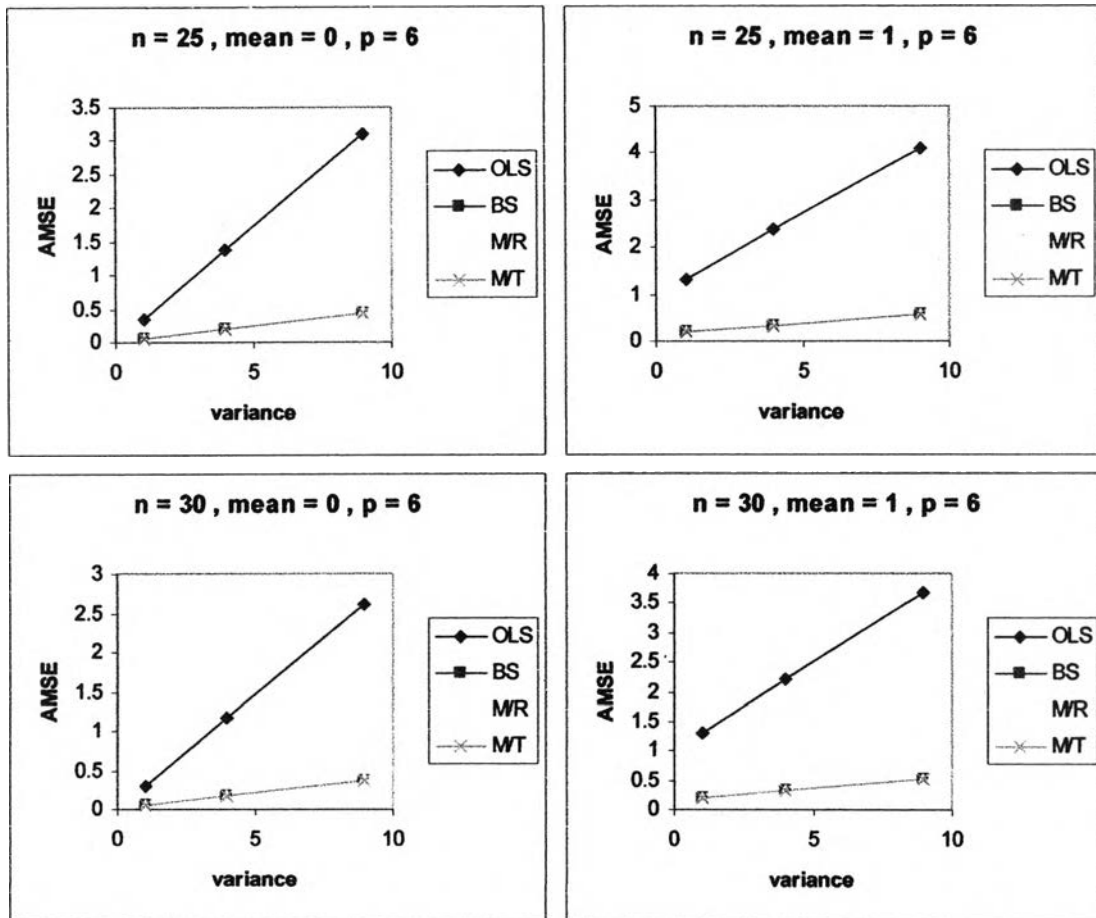 n = 25 , mean = 0 , p = 6
3.5
3
2.5
2
1.5
1
0.5
0
AMSE
0
5
10
variance
OLS
BS
M/R
M/T
n = 25 , mean = 1 , p = 6
5
4
3
2
1
0
AMSE
0
5
10
variance
OLS
BS
M/R
M/T
n = 30 , mean = 0 , p = 6
3
2.5
2
1.5
1
0.5
0
AMSE
0
5
10
variance
OLS
BS
M/R
M/T
n = 30 , mean = 1 , p = 6
4
3.5
3
2.5
2
1.5
1
0.5
0
AMSE
0
5
10
variance
OLS
BS
M/R
M/T